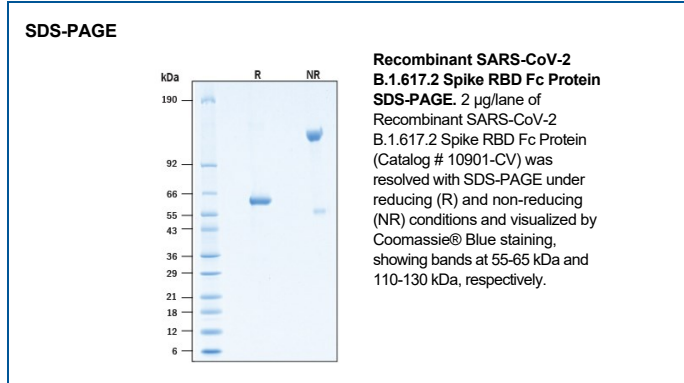 SDS-PAGE
kDa
R
NR
190
92
66
55
43
36
29
21
18
12
6
Recombinant SARS-CoV-2
B.1.617.2 Spike RBD Fc Protein
SDS-PAGE. 2 µg/lane of
Recombinant SARS-CoV-2
B.1.617.2 Spike RBD Fc Protein
(Catalog # 10901-CV) was
resolved with SDS-PAGE under
reducing (R) and non-reducing
(NR) conditions and visualized by
Coomassie® Blue staining,
showing bands at 55-65 kDa and
110-130 kDa, respectively.